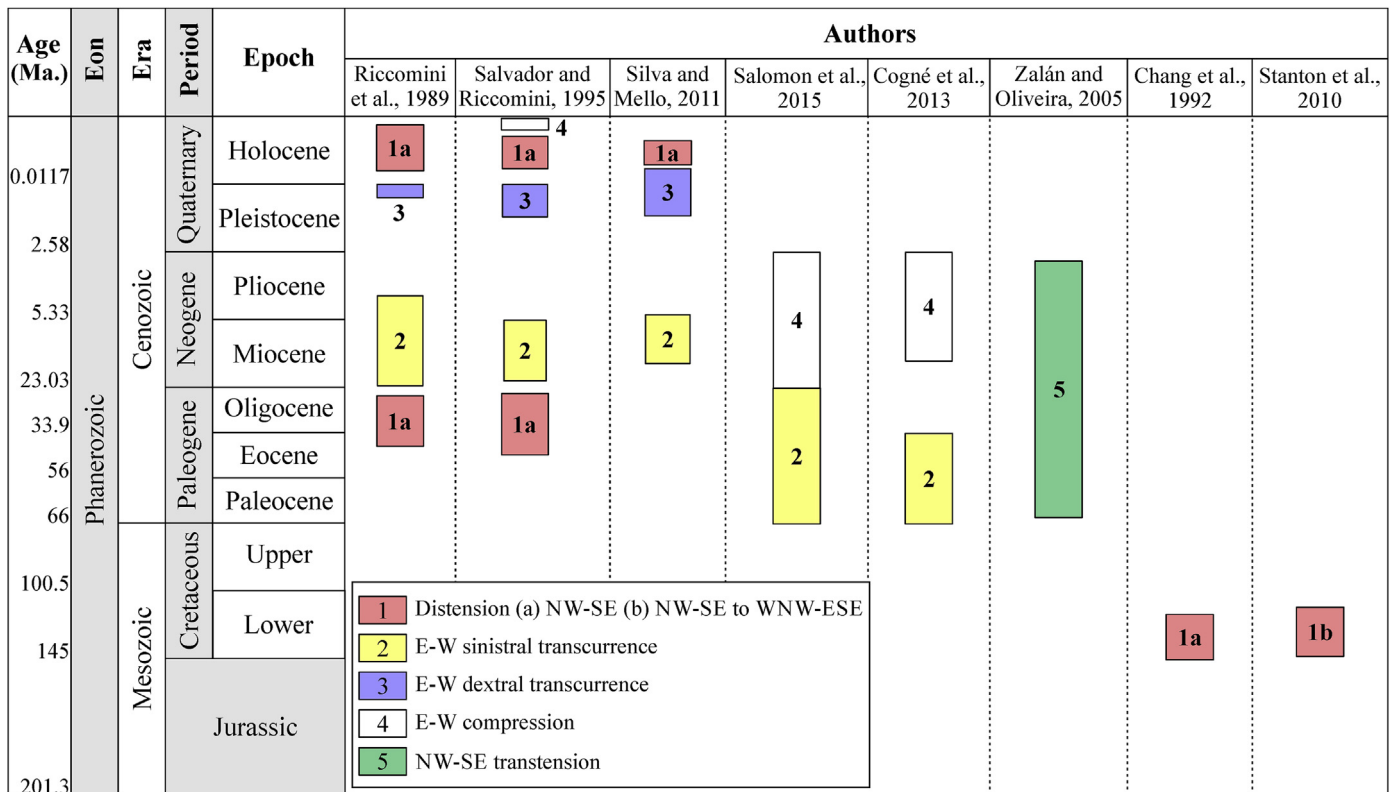 Age
(Ma.)
Eon
Era
Period
Epoch
Authors
Riccomini
et al., 1989
Salvador and
Riccomini, 1995
Silva and
Mello, 2011
Salomon et al.,
2015
Cogné et al.,
2013
Zalán and
Oliveira, 2005
Chang et al.,
1992
Stanton et al.,
2010
0.0117
2.58
5.33
23.03
33.9
56
66
100.5
145
201.3
Phanerozoic
Cenozoic
Mesozoic
Quaternary
Neogene
Paleogene
Cretaceous
Holocene
Pleistocene
Pliocene
Miocene
Oligocene
Eocene
Paleocene
Upper
Lower
Jurassic
1a
3
2
1a
4
1a
3
2
1a
1a
3
2
4
2
4
2
5
1a
1b
1 Distension (a) NW-SE (b) NW-SE to WNW-ESE
2 E-W sinistral transcurrence
3 E-W dextral transcurrence
4 E-W compression
5 NW-SE transtension